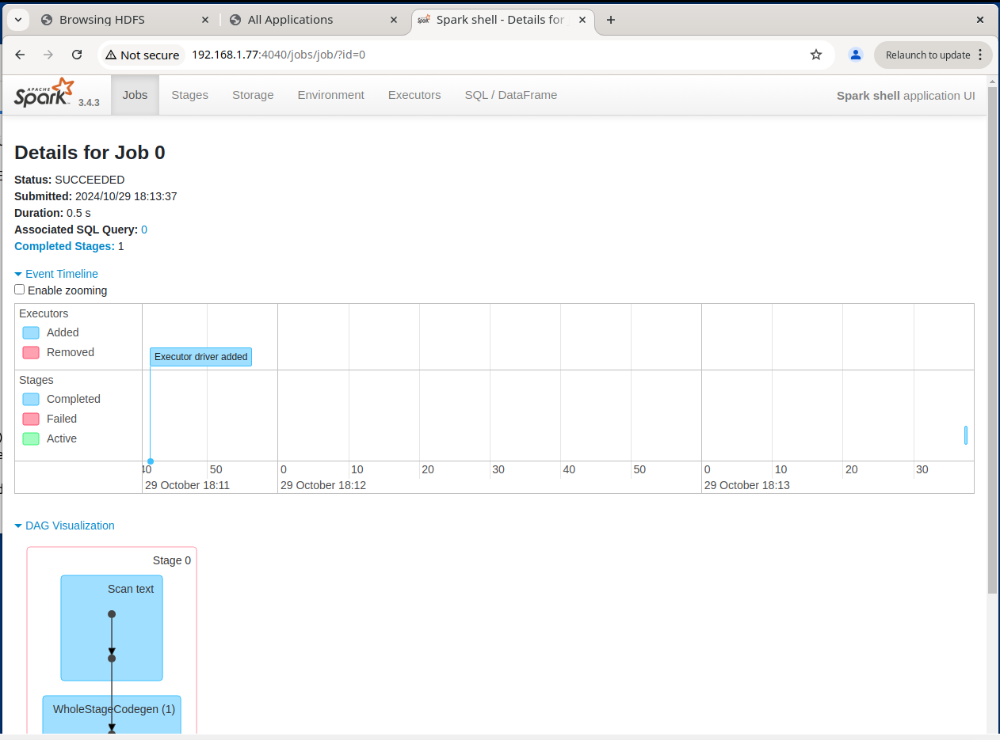 Browsing HDFS
All Applications
Spark shell - Details for
Not secure
192.168.1.77:4040/jobs/job/?id=0
Relaunch to update
APACHE
Spark
3.4.3
Jobs
Stages
Storage
Environment
Executors
SQL / DataFrame
Spark shell application UI
Details for Job 0
Status: SUCCEEDED
Submitted: 2024/10/29 18:13:37
Duration: 0.5 s
Associated SQL Query: 0
Completed Stages: 1
Event Timeline
Enable zooming
Executors
Added
Removed
Executor driver added
Stages
Completed
Failed
Active
40 50 0 10 20 30 40 50 0 10 20 30
29 October 18:11 29 October 18:12 29 October 18:13
DAG Visualization
Stage 0
Scan text
WholeStageCodegen (1)